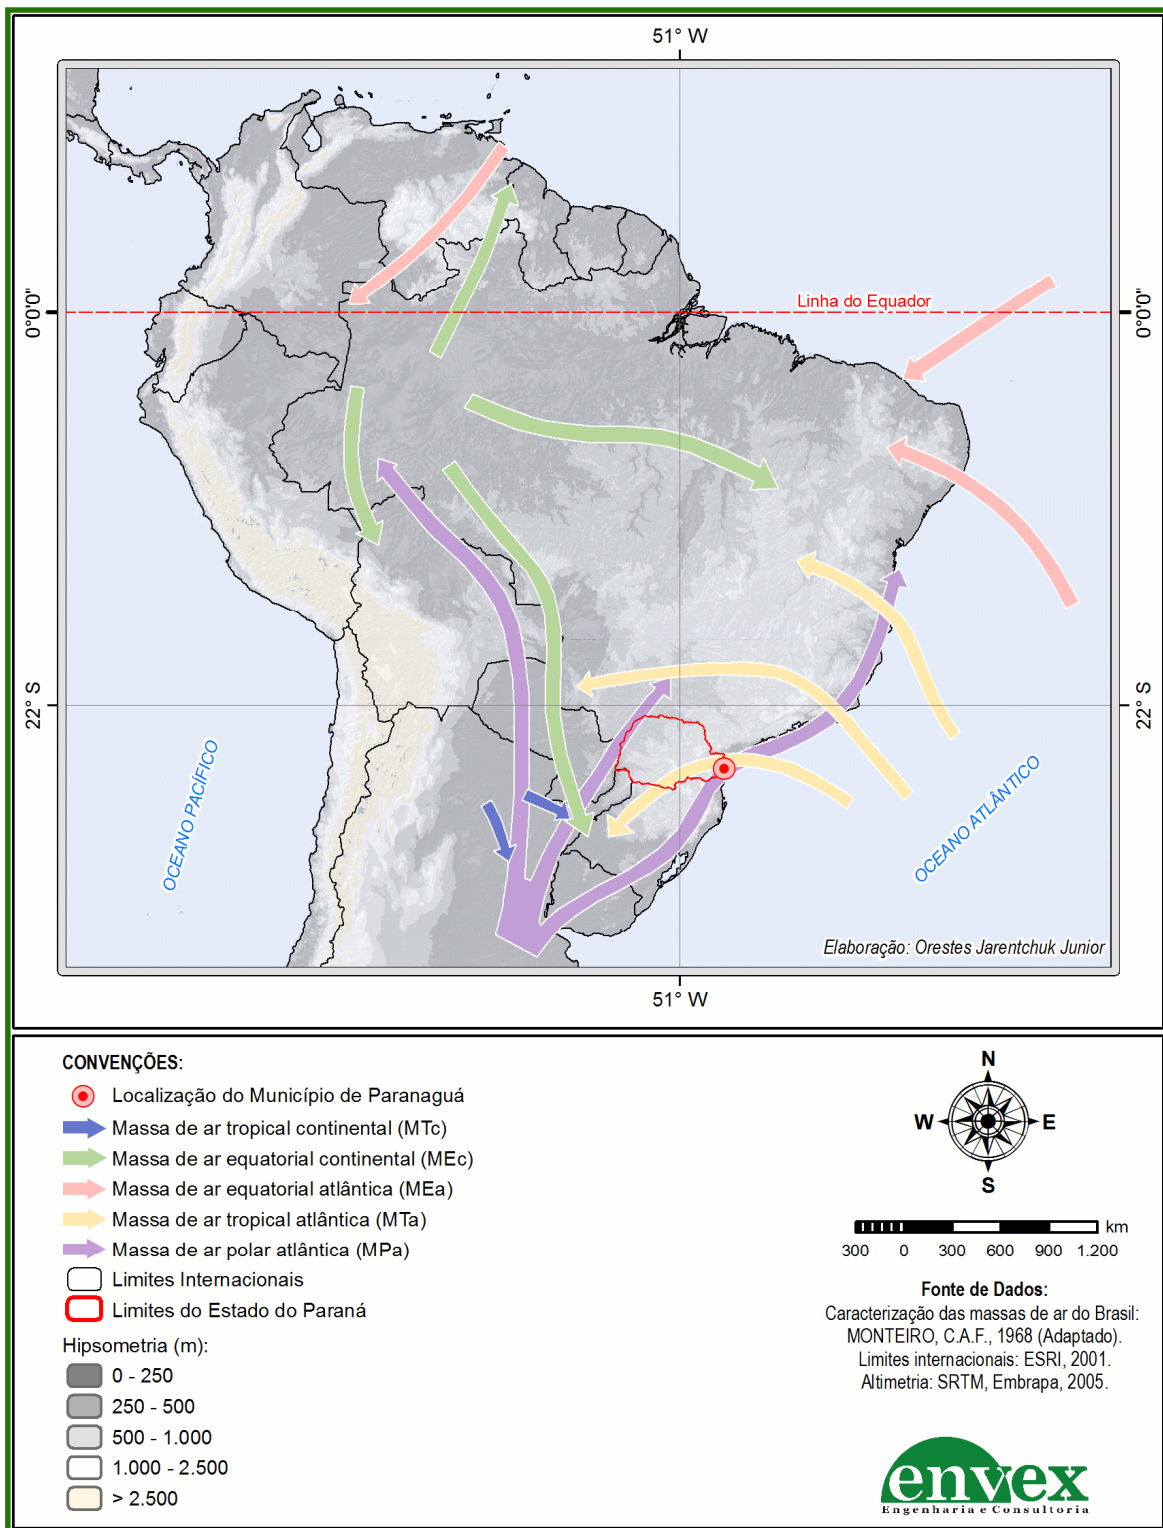 51° W
Linha do Equador
0°0'0"
0°0'0"
22° S
22° S
OCEANO PACÍFICO
OCEANO ATLÂNTICO
Elaboração: Orestes Jarentchuk Junior
51° W
CONVENÇÕES:
Localização do Município de Paranaguá
Massa de ar tropical continental (MTc)
Massa de ar equatorial continental (MEc)
Massa de ar equatorial atlântica (MEa)
Massa de ar tropical atlântica (MTa)
Massa de ar polar atlântica (MPa)
Limites Internacionais
Limites do Estado do Paraná
Hipsometria (m):
0 - 250
250 - 500
500 - 1.000
1.000 - 2.500
> 2.500
N
W E
S
km
300 0 300 600 900 1.200
Fonte de Dados:
Caracterização das massas de ar do Brasil:
MONTEIRO, C.A.F., 1968 (Adaptado).
Limites internacionais: ESRI, 2001.
Altimetria: SRTM, Embrapa, 2005.
envex
Engenharia e Consultoria